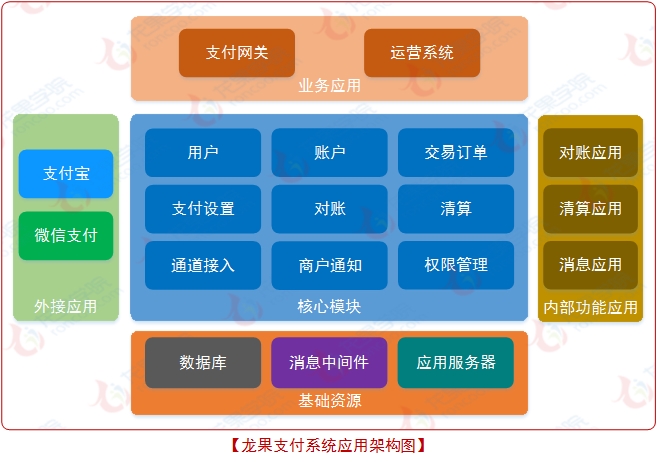 支付网关 运营系统
业务应用
支付宝
微信支付
外接应用
用户 账户 交易订单
支付设置 对账 清算
通道接入 商户通知 权限管理
核心模块
对账应用
清算应用
消息应用
内部功能应用
数据库 消息中间件 应用服务器
基础资源
【龙果支付系统应用架构图】